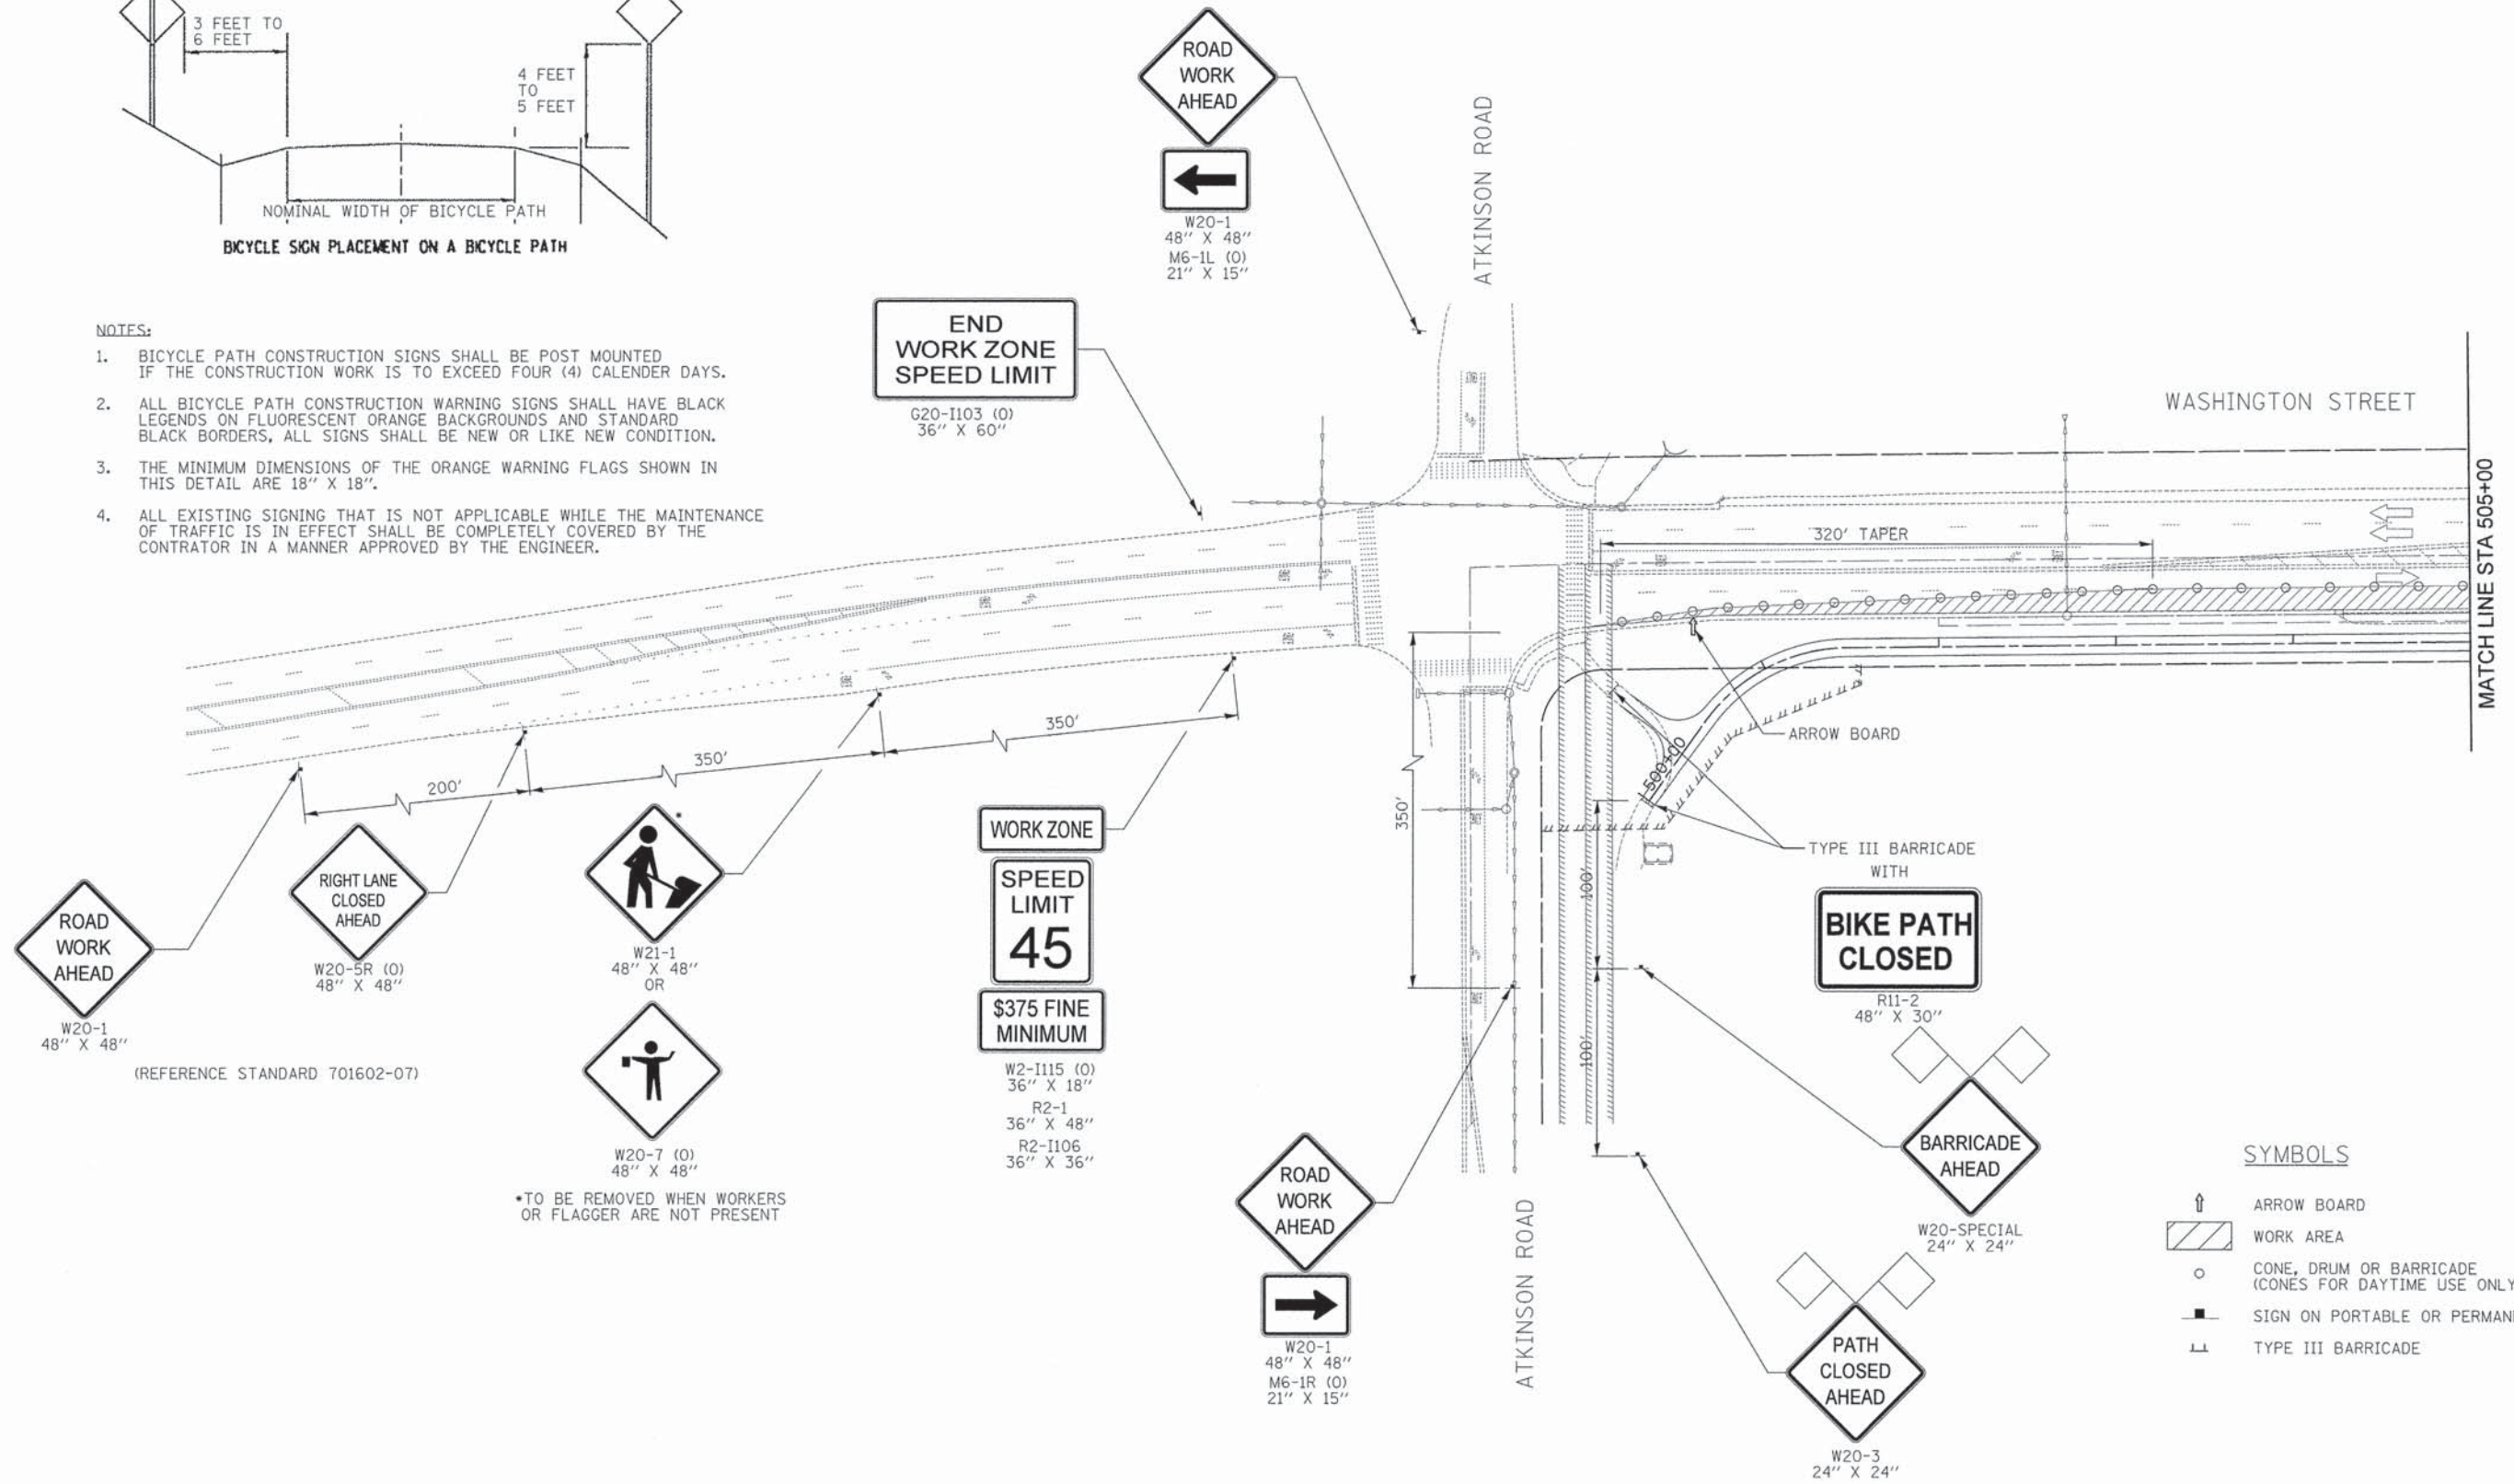 3 FEET TO
6 FEET
4 FEET
TO
5 FEET
NOMINAL WIDTH OF BICYCLE PATH
BICYCLE SIGN PLACEMENT ON A BICYCLE PATH
NOTES:
1. BICYCLE PATH CONSTRUCTION SIGNS SHALL BE POST MOUNTED
IF THE CONSTRUCTION WORK IS TO EXCEED FOUR (4) CALENDER DAYS.
2. ALL BICYCLE PATH CONSTRUCTION WARNING SIGNS SHALL HAVE BLACK
LEGENDS ON FLUORESCENT ORANGE BACKGROUNDS AND STANDARD
BLACK BORDERS, ALL SIGNS SHALL BE NEW OR LIKE NEW CONDITION.
3. THE MINIMUM DIMENSIONS OF THE ORANGE WARNING FLAGS SHOWN IN
THIS DETAIL ARE 18" X 18".
4. ALL EXISTING SIGNING THAT IS NOT APPLICABLE WHILE THE MAINTENANCE
OF TRAFFIC IS IN EFFECT SHALL BE COMPLETELY COVERED BY THE
CONTRATOR IN A MANNER APPROVED BY THE ENGINEER.
ROAD
WORK
AHEAD
W20-1
48" X 48"
M6-1L (O)
21" X 15"
ATKINSON ROAD
END
WORK ZONE
SPEED LIMIT
G20-I103 (O)
36" X 60"
WASHINGTON STREET
MATCH LINE STA 505+00
320' TAPER
ARROW BOARD
500+00
350'
100'
100'
TYPE III BARRICADE
WITH
BIKE PATH
CLOSED
R11-2
48" X 30"
200'
350'
350'
ROAD
WORK
AHEAD
W20-1
48" X 48"
RIGHT LANE
CLOSED
AHEAD
W20-5R (O)
48" X 48"
(REFERENCE STANDARD 701602-07)
*
W21-1
48" X 48"
OR
W20-7 (O)
48" X 48"
*TO BE REMOVED WHEN WORKERS
OR FLAGGER ARE NOT PRESENT
WORK ZONE
SPEED
LIMIT
45
$375 FINE
MINIMUM
W2-I115 (O)
36" X 18"
R2-1
36" X 48"
R2-I106
36" X 36"
ROAD
WORK
AHEAD
W20-1
48" X 48"
M6-1R (O)
21" X 15"
ATKINSON ROAD
BARRICADE
AHEAD
W20-SPECIAL
24" X 24"
PATH
CLOSED
AHEAD
W20-3
24" X 24"
SYMBOLS
ARROW BOARD
WORK AREA
CONE, DRUM OR BARRICADE
(CONES FOR DAYTIME USE ONLY
SIGN ON PORTABLE OR
TYPE III BARRICADE